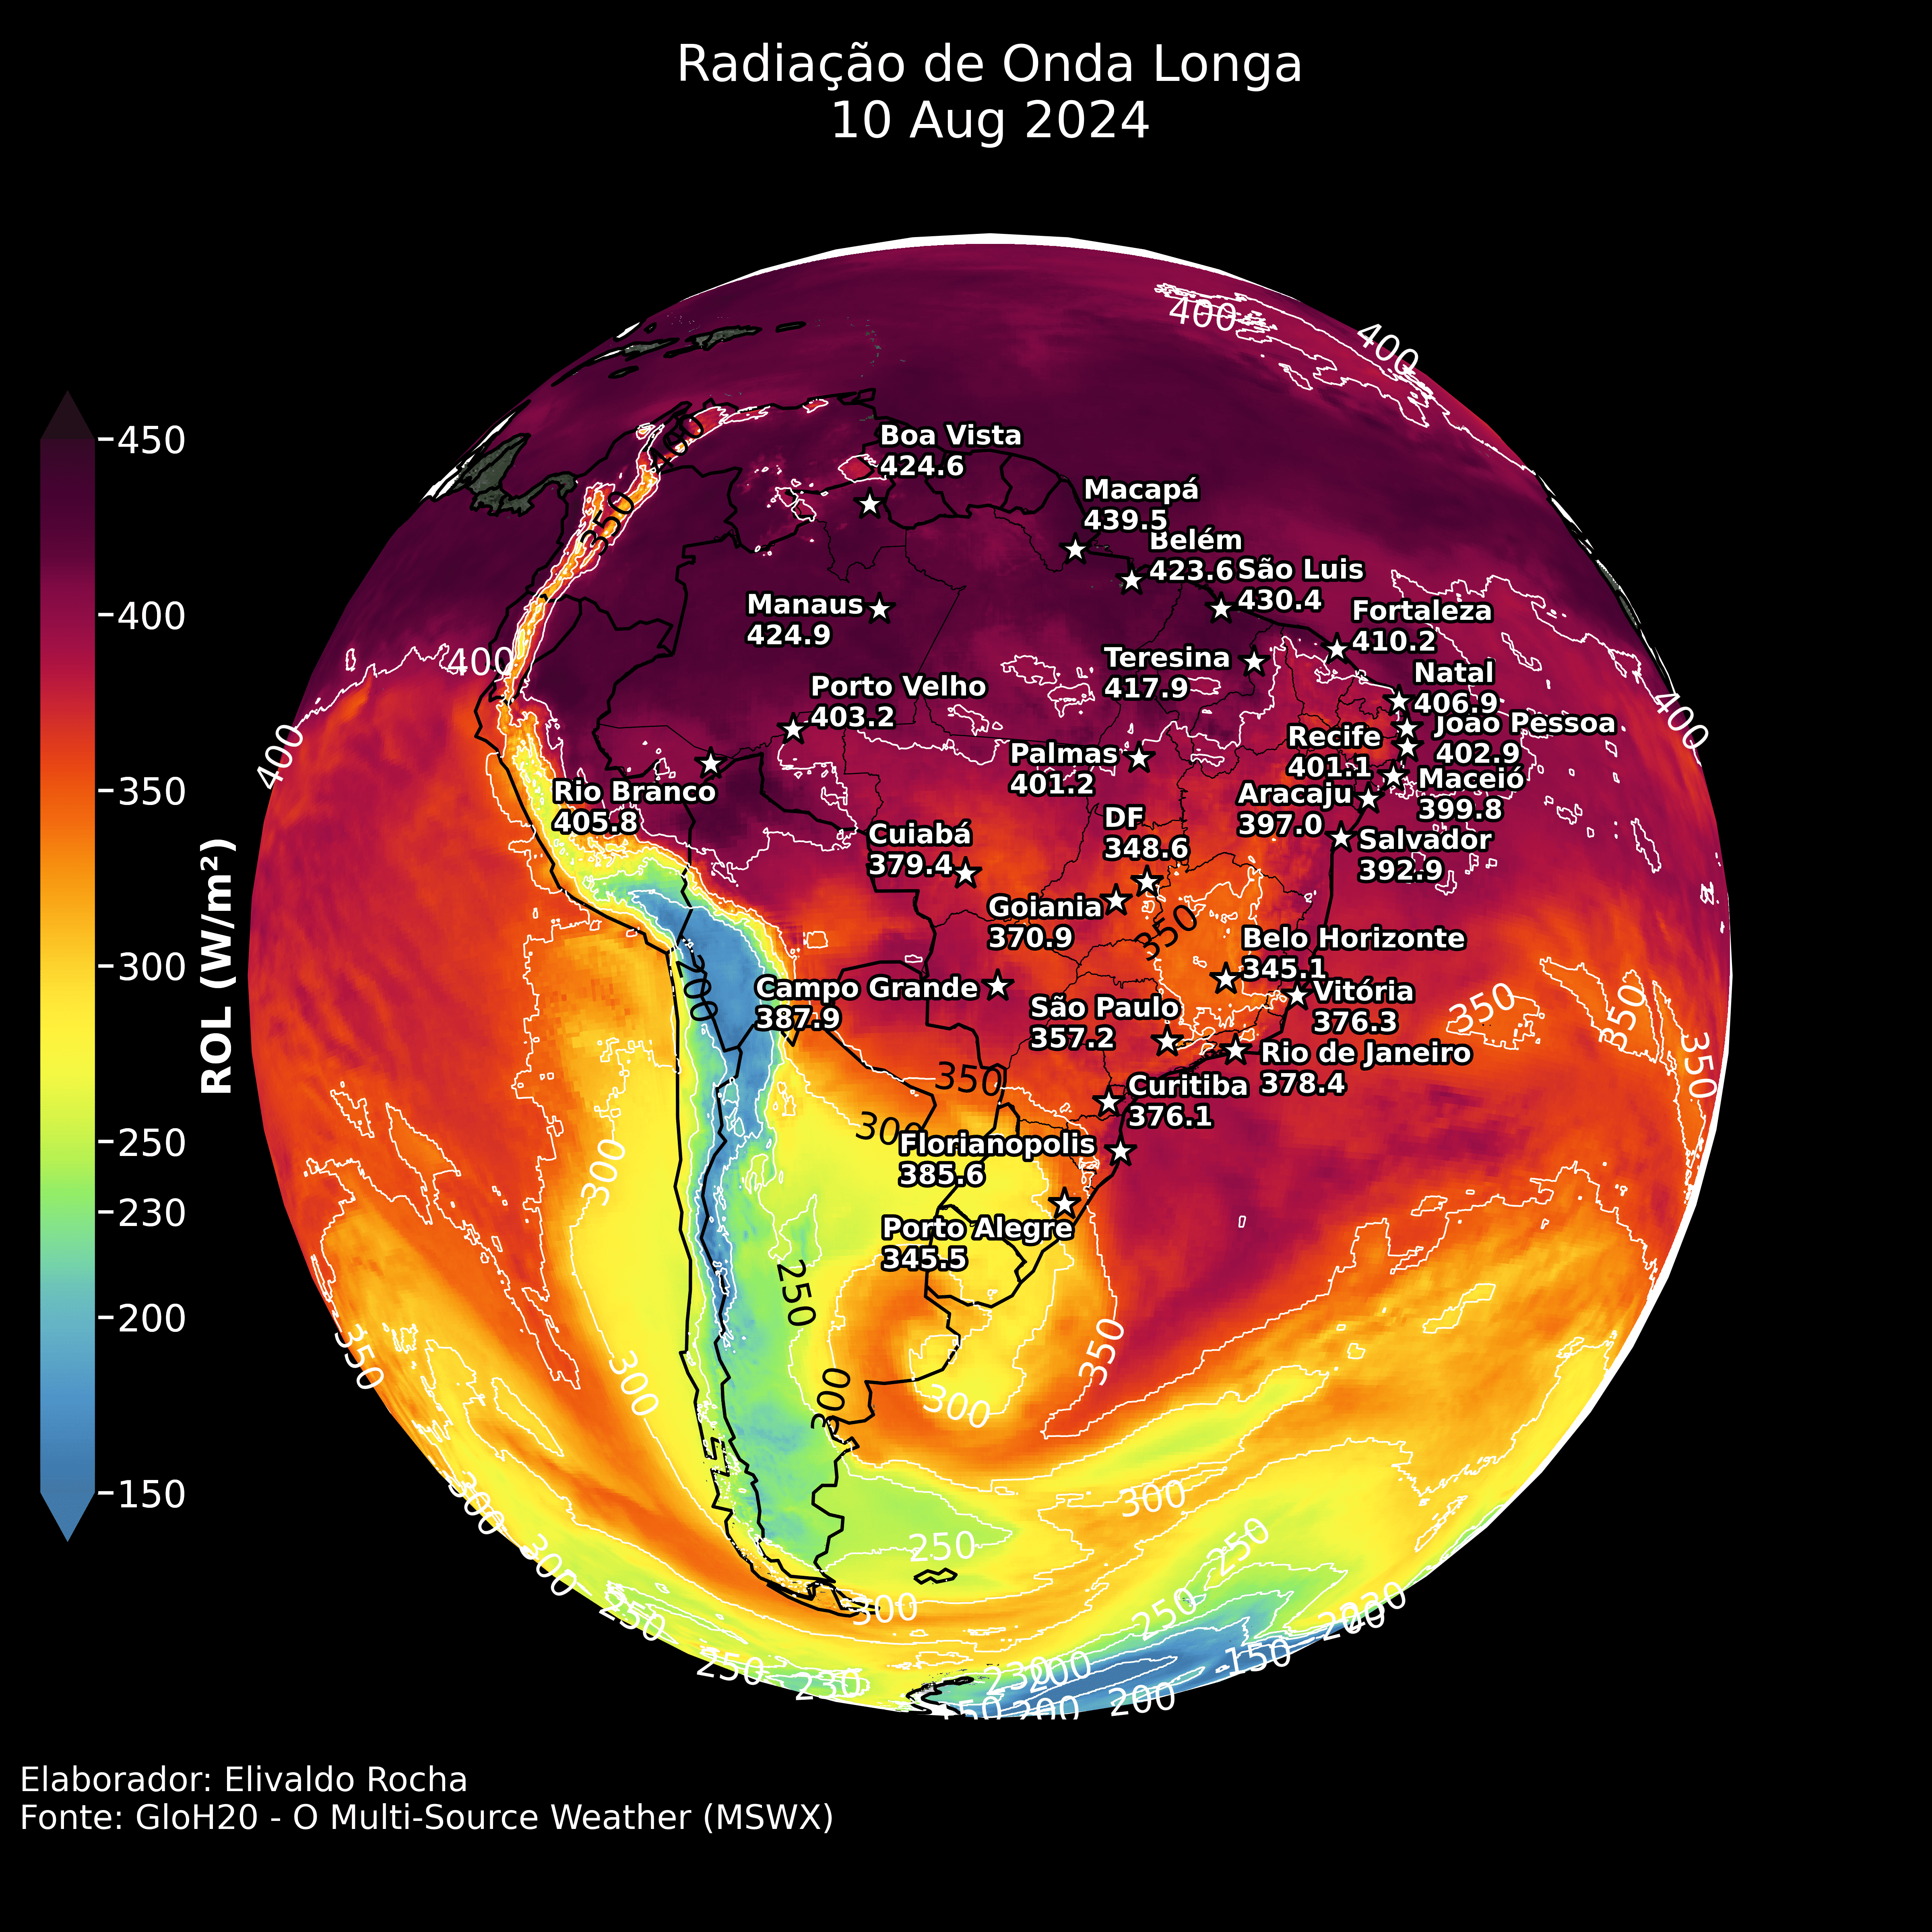 Radiação de Onda Longa
10 Aug 2024
450
400
350
300
250
230
200
150
ROL (W/m²)
400
400
400
350
400
400
400
Boa Vista
424.6
Macapá
439.5
Belém
423.6
São Luis
430.4
Manaus
424.9
Fortaleza
410.2
Teresina
417.9
Natal
406.9
Porto Velho
403.2
João Pessoa
402.9
Recife
401.1
Palmas
401.2
Maceió
399.8
Rio Branco
405.8
Aracaju
397.0
DF
348.6
Cuiabá
379.4
Salvador
392.9
Goiania
370.9
350
Belo Horizonte
345.1
200
Campo Grande
387.9
Vitória
376.3
350
350
350
São Paulo
357.2
Rio de Janeiro
378.4
350
Curitiba
376.1
300
300
Florianopolis
385.6
Porto Alegre
345.5
250
350
350
300
300
300
300
300
250
250
300
250
300
250
250
230
230
200
150
200
230
150
200
200
Elaborador: Elivaldo Rocha
Fonte: GloH20 - O Multi-Source Weather (MSWX)